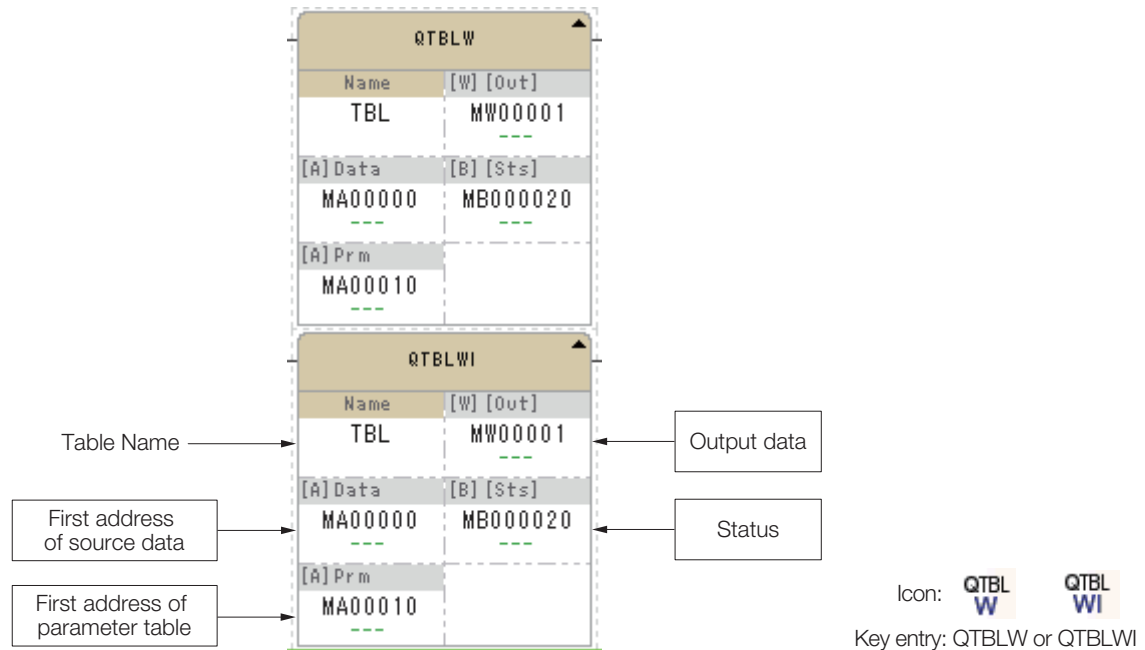 QTBLW
Name [W] [Out]
TBL MW00001
---
[A] Data [B] [Sts]
MA00000 MB000020
--- ---
[A] Prm
MA00010
---
QTBLWI
Name [W] [Out]
Table Name TBL MW00001 Output data
---
[A] Data [B] [Sts]
First address
of source data
MA00000 MB000020 Status
--- ---
[A] Prm
First address of
parameter table
MA00010
---
Icon: QTBL W QTBL WI
Key entry: QTBLW or QTBLWI